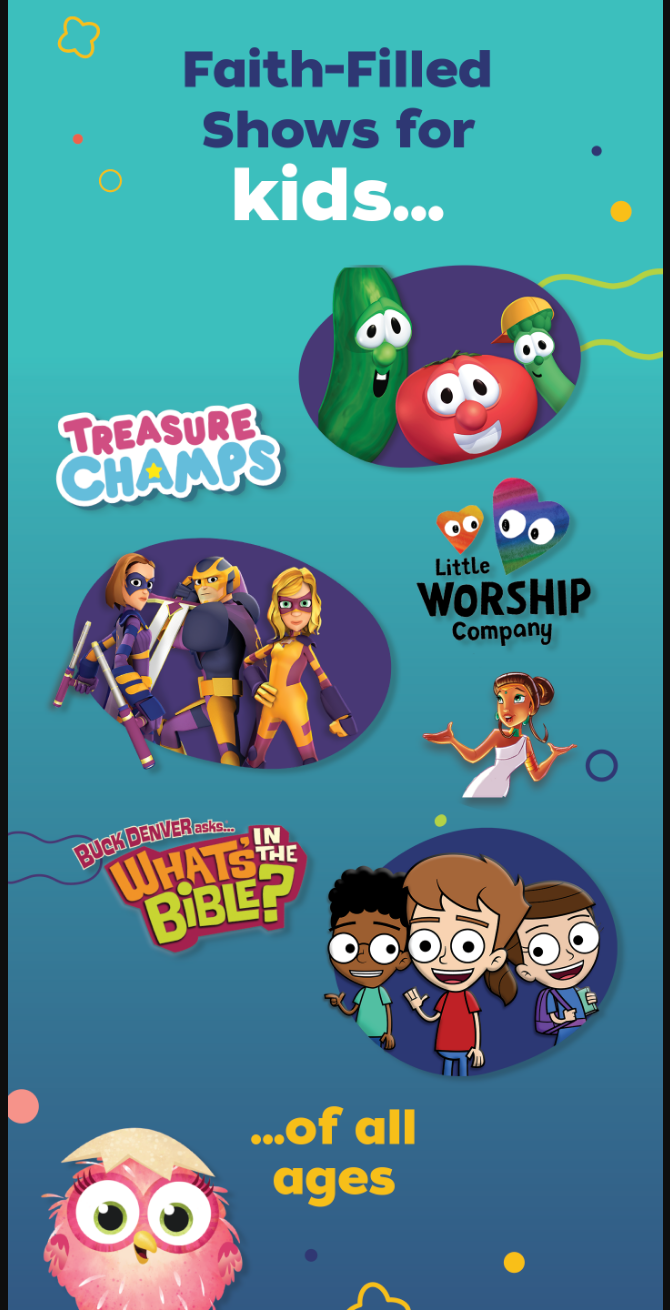 Faith-Filled
Shows for
kids...
TREASURE
CHAMPS
Little
WORSHIP
Company
BUCK DENVER asks...
WHAT'S IN THE
BiBLE?
...of all
ages